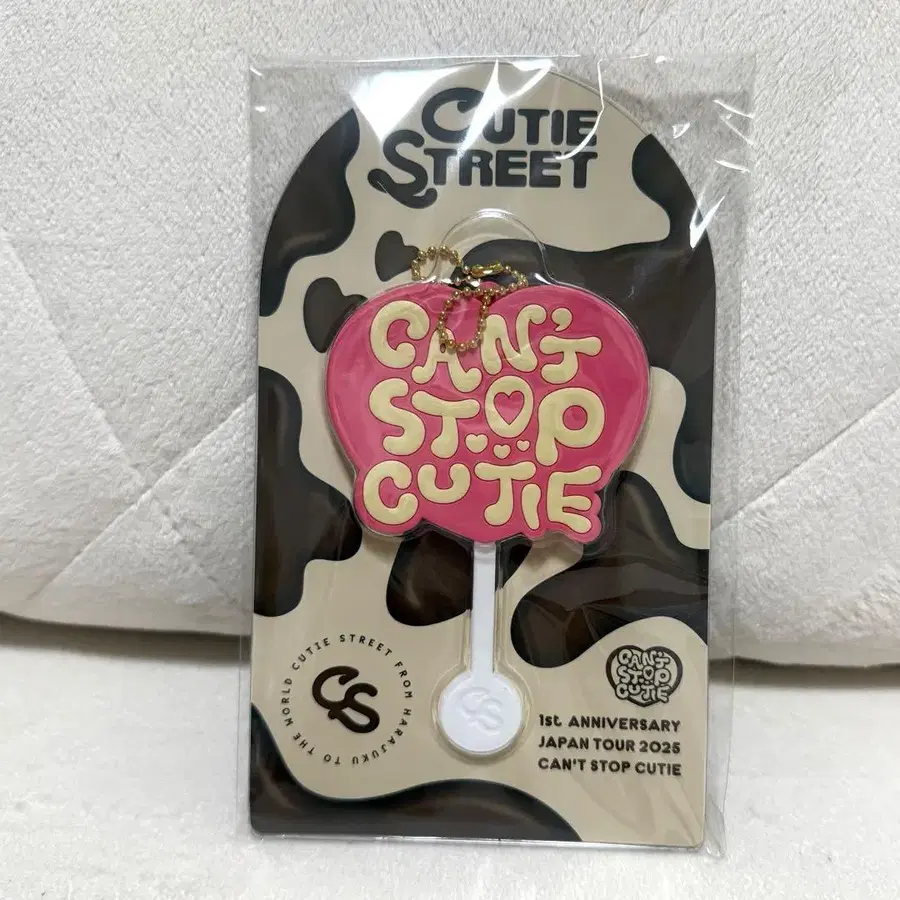 CUTIE
STREET
CAN'T
STOP
CUTIE
CUTIE STREET FROM HARAJUKU TO THE WORLD
CS
CS
CAN'T
STOP
CUTIE
1st ANNIVERSARY
JAPAN TOUR 2025
CAN'T STOP CUTIE